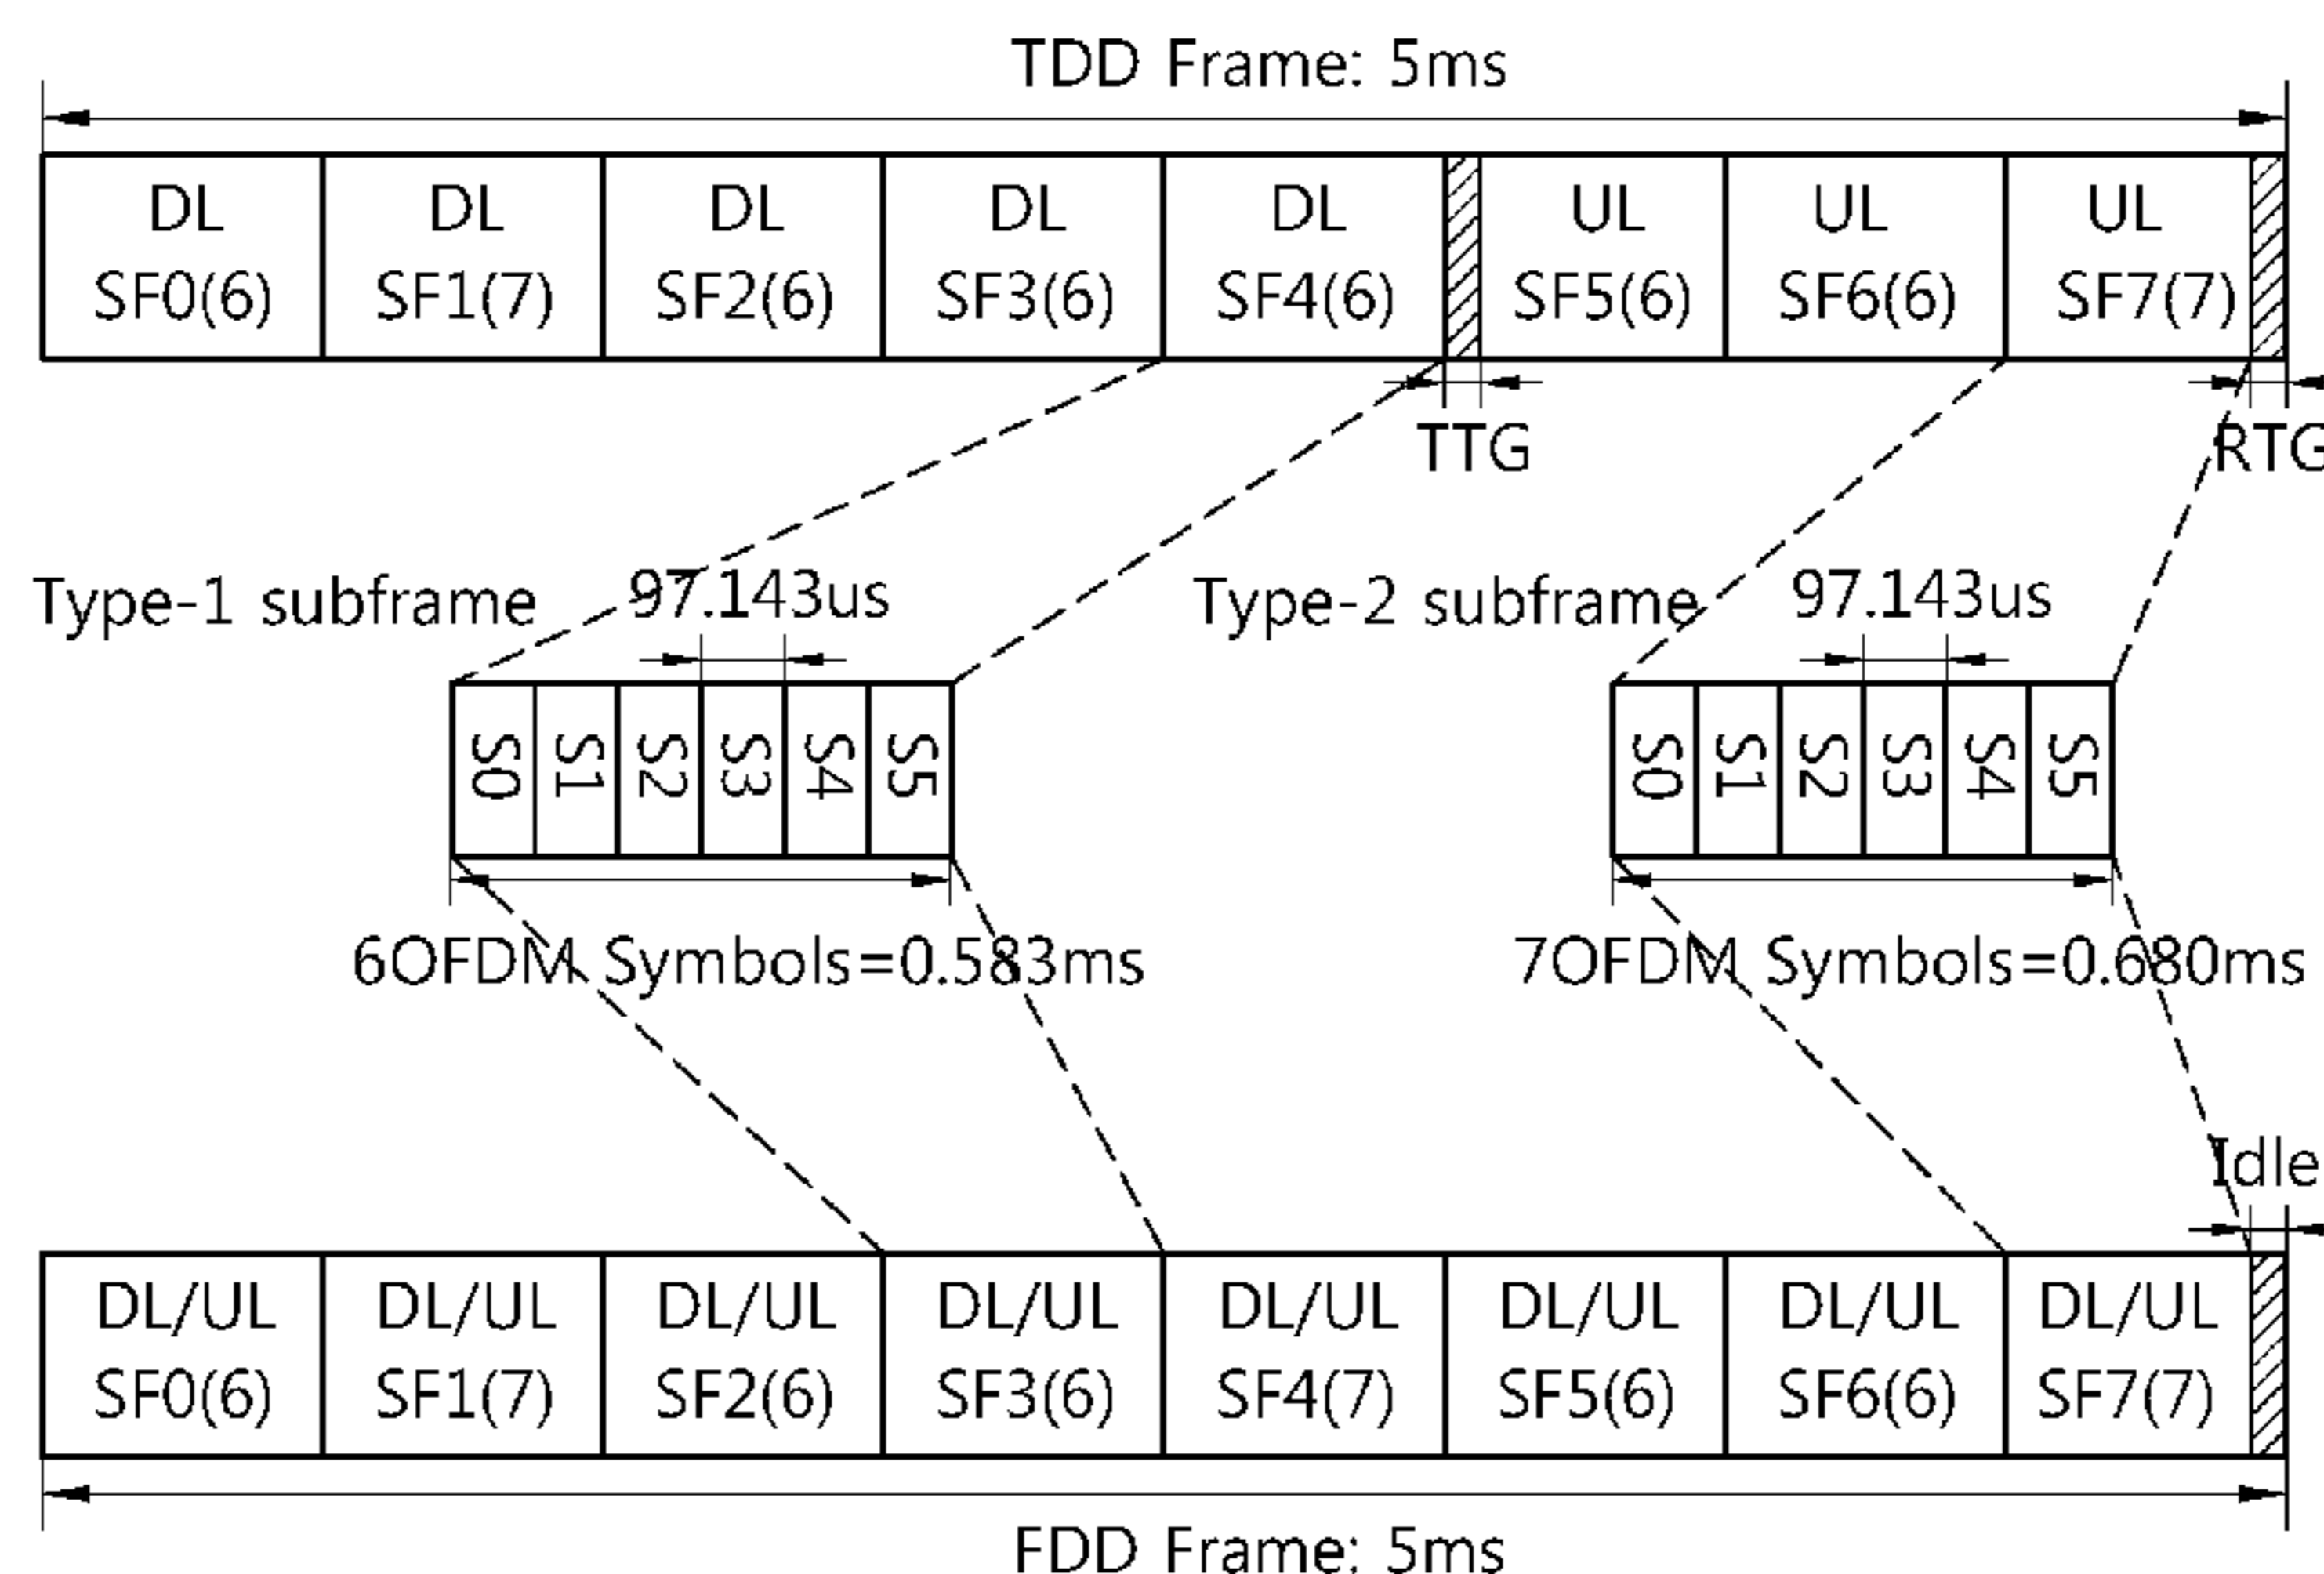 TDD Frame: 5ms
DL DL DL DL DL UL UL UL
SF0(6) SF1(7) SF2(6) SF3(6) SF4(6) SF5(6) SF6(6) SF7(7)
TTG RTG
Type-1 subframe 97.143us Type-2 subframe 97.143us
S0 S1 S2 S3 S4 S5 S0 S1 S2 S3 S4 S5
6OFDM Symbols=0.583ms 7OFDM Symbols=0.680ms
Idle
DL/UL DL/UL DL/UL DL/UL DL/UL DL/UL DL/UL DL/UL
SF0(6) SF1(7) SF2(6) SF3(6) SF4(7) SF5(6) SF6(6) SF7(7)
FDD Frame: 5ms